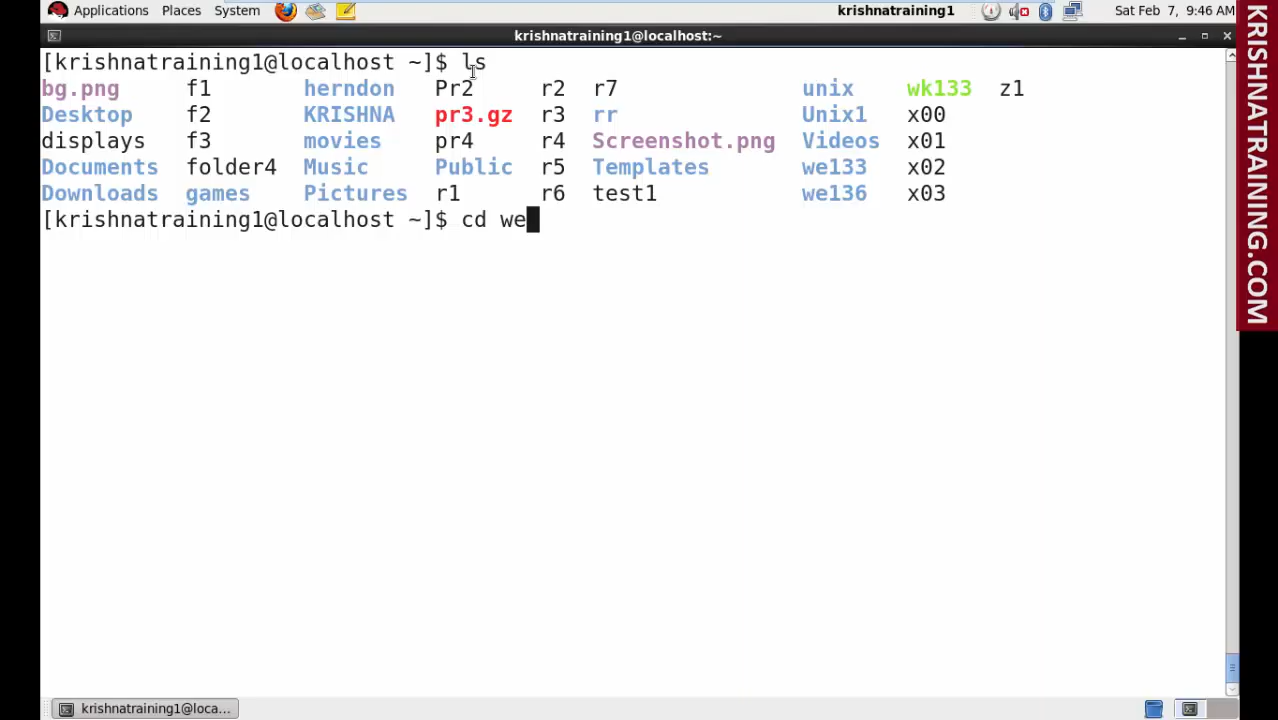 Applications Places System krishnatraining1 Sat Feb 7, 9:46 AM
krishnatraining1@localhost:~
[krishnatraining1@localhost ~]$ ls
bg.png f1 herndon Pr2 r2 r7 unix wk133 z1
Desktop f2 KRISHNA pr3.gz r3 rr Unix1 x00
displays f3 movies pr4 r4 Screenshot.png Videos x01
Documents folder4 Music Public r5 Templates we133 x02
Downloads games Pictures r1 r6 test1 we136 x03
[krishnatraining1@localhost ~]$ cd we
krishnatraining1@loca...
KRISHNATRAINING.COM